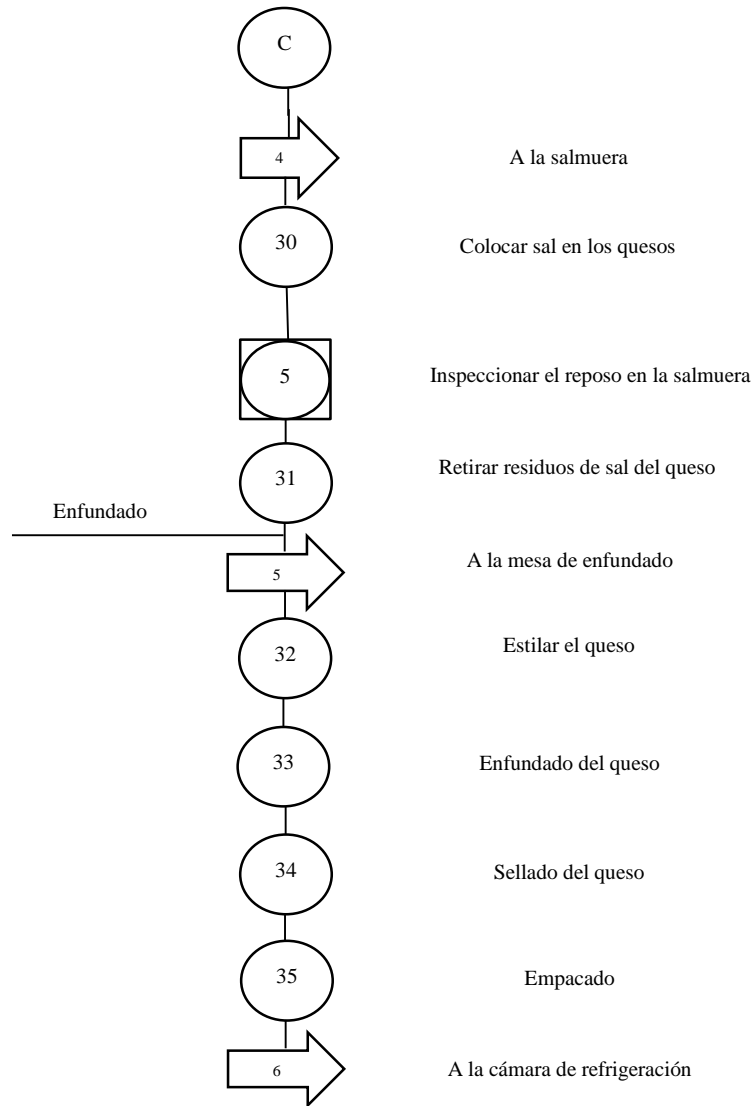 C
4 A la salmuera
30 Colocar sal en los quesos
5 Inspeccionar el reposo en la salmuera
31 Retirar residuos de sal del queso
Enfundado
5 A la mesa de enfundado
32 Estilar el queso
33 Enfundado del queso
34 Sellado del queso
35 Empacado
6 A la cámara de refrigeración